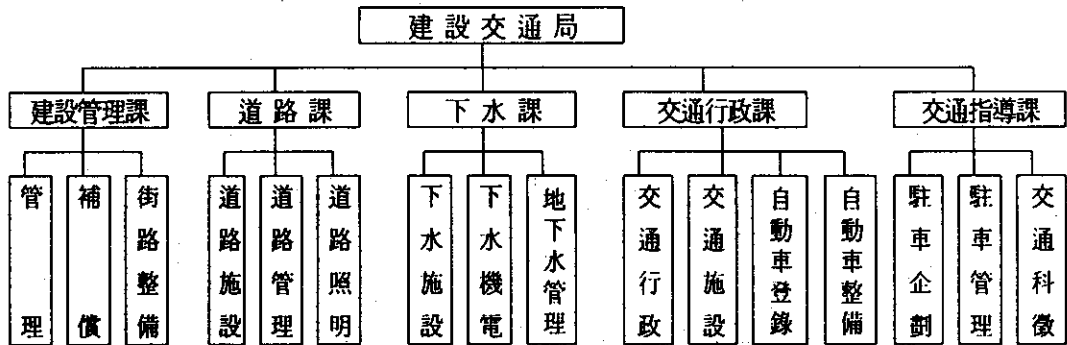 建設交通局
建設管理課
道路課
下水課
交通行政課
交通指導課
管理
補償
街路整備
道路施設
道路管理
道路照明
下水施設
下水機電
地下水管理
交通行政
交通施設
自動車登錄
自動車整備
駐車企劃
駐車管理
交通科徵